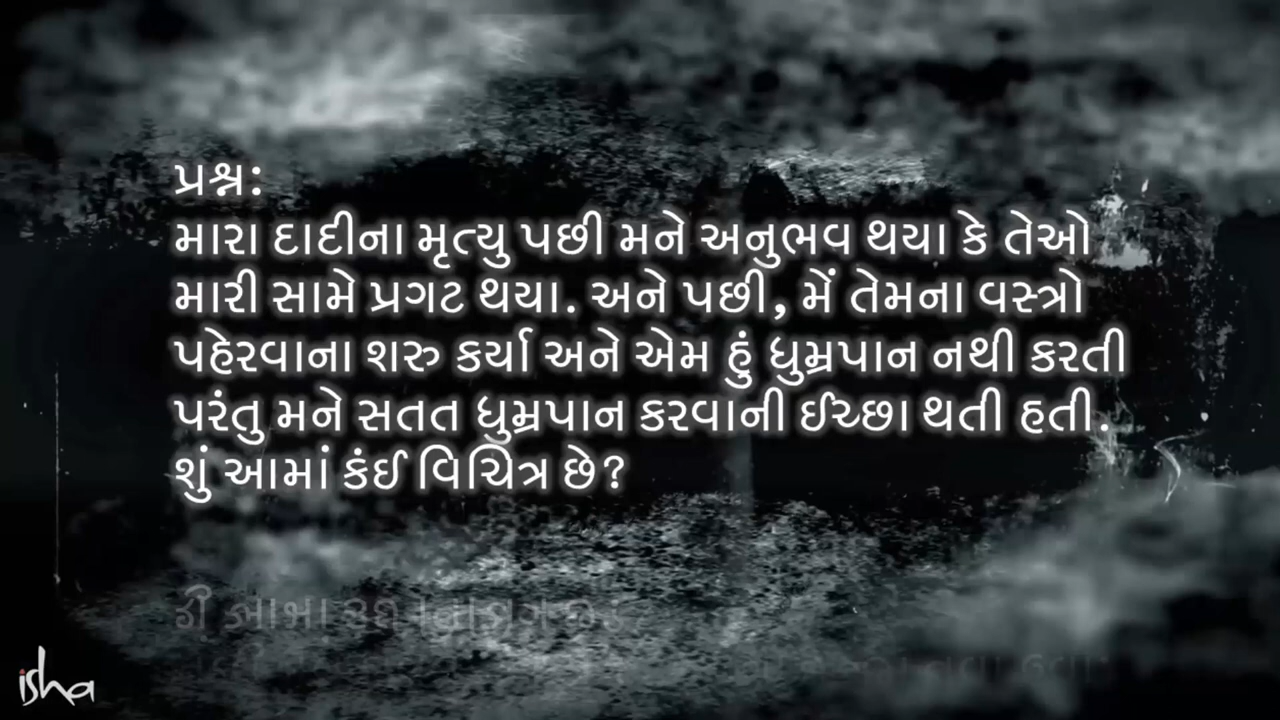 પ્રશ્ન:
મારા દાદીના મૃત્યુ પછી મને અનુભવ થયા કે તેઓ
મારી સામે પ્રગટ થયા. અને પછી, મેં તેમના વસ્ત્રો
પહેરવાના શરુ કર્યા અને એમ હું ધુમ્રપાન નથી કરતી
પરંતુ મને સતત ધુમ્રપાન કરવાની ઈચ્છા થતી હતી.
શું આમાં કંઈ વિચિત્ર છે?
isha